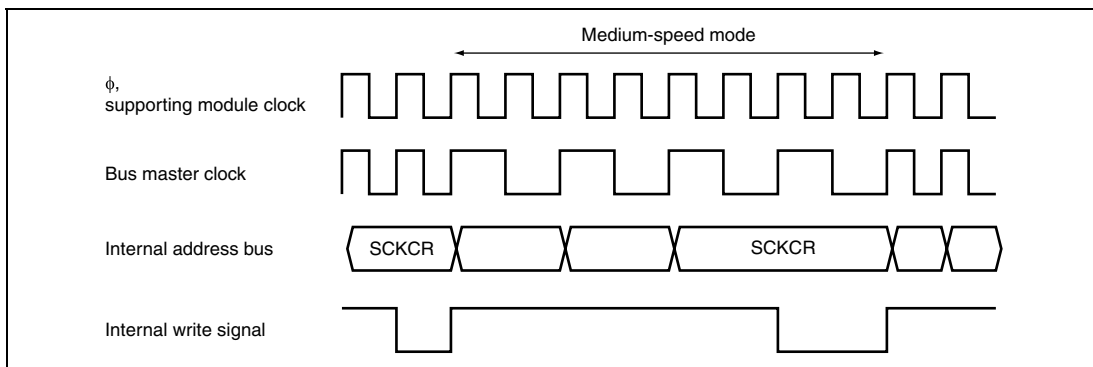 Medium-speed mode
ϕ,
supporting module clock
Bus master clock
Internal address bus
SCKCR
SCKCR
Internal write signal